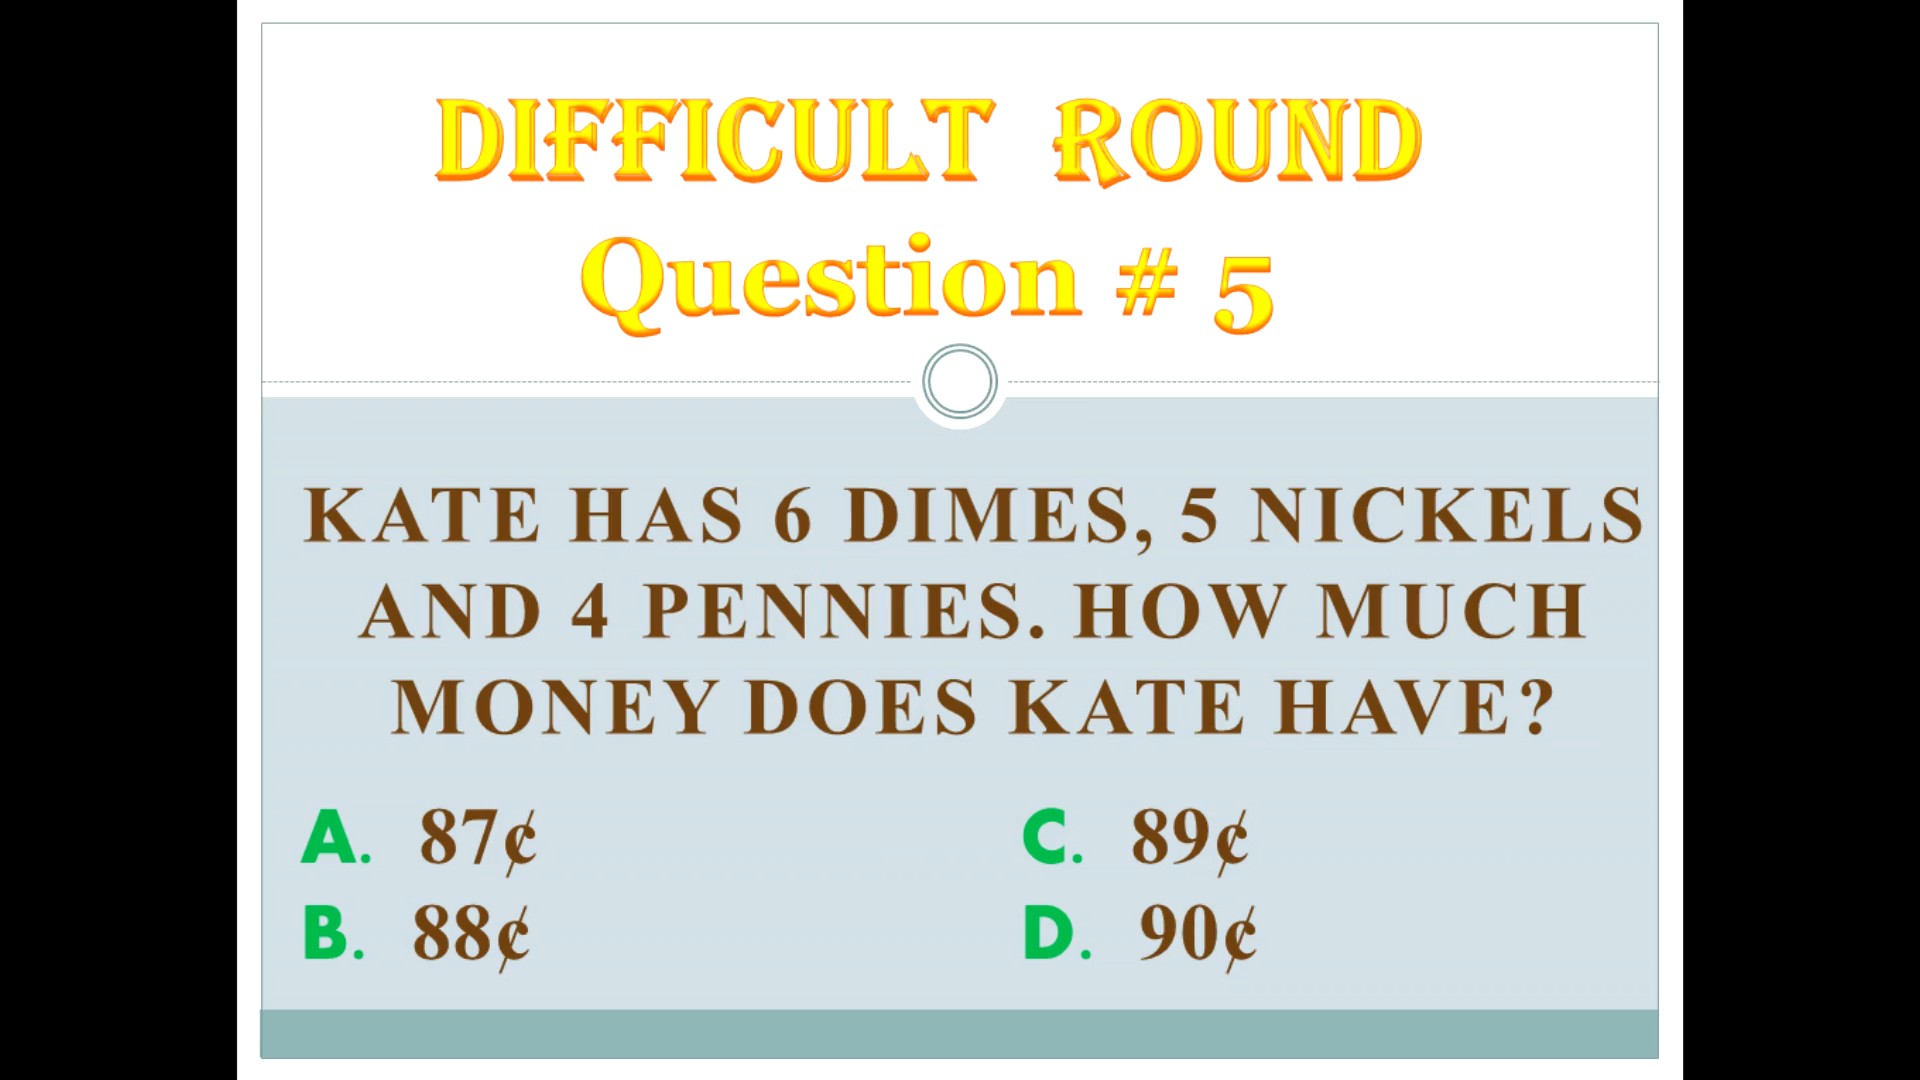 DIFFICULT ROUND
Question # 5
KATE HAS 6 DIMES, 5 NICKELS
AND 4 PENNIES. HOW MUCH
MONEY DOES KATE HAVE?
A. 87¢
B. 88¢
C. 89¢
D. 90¢